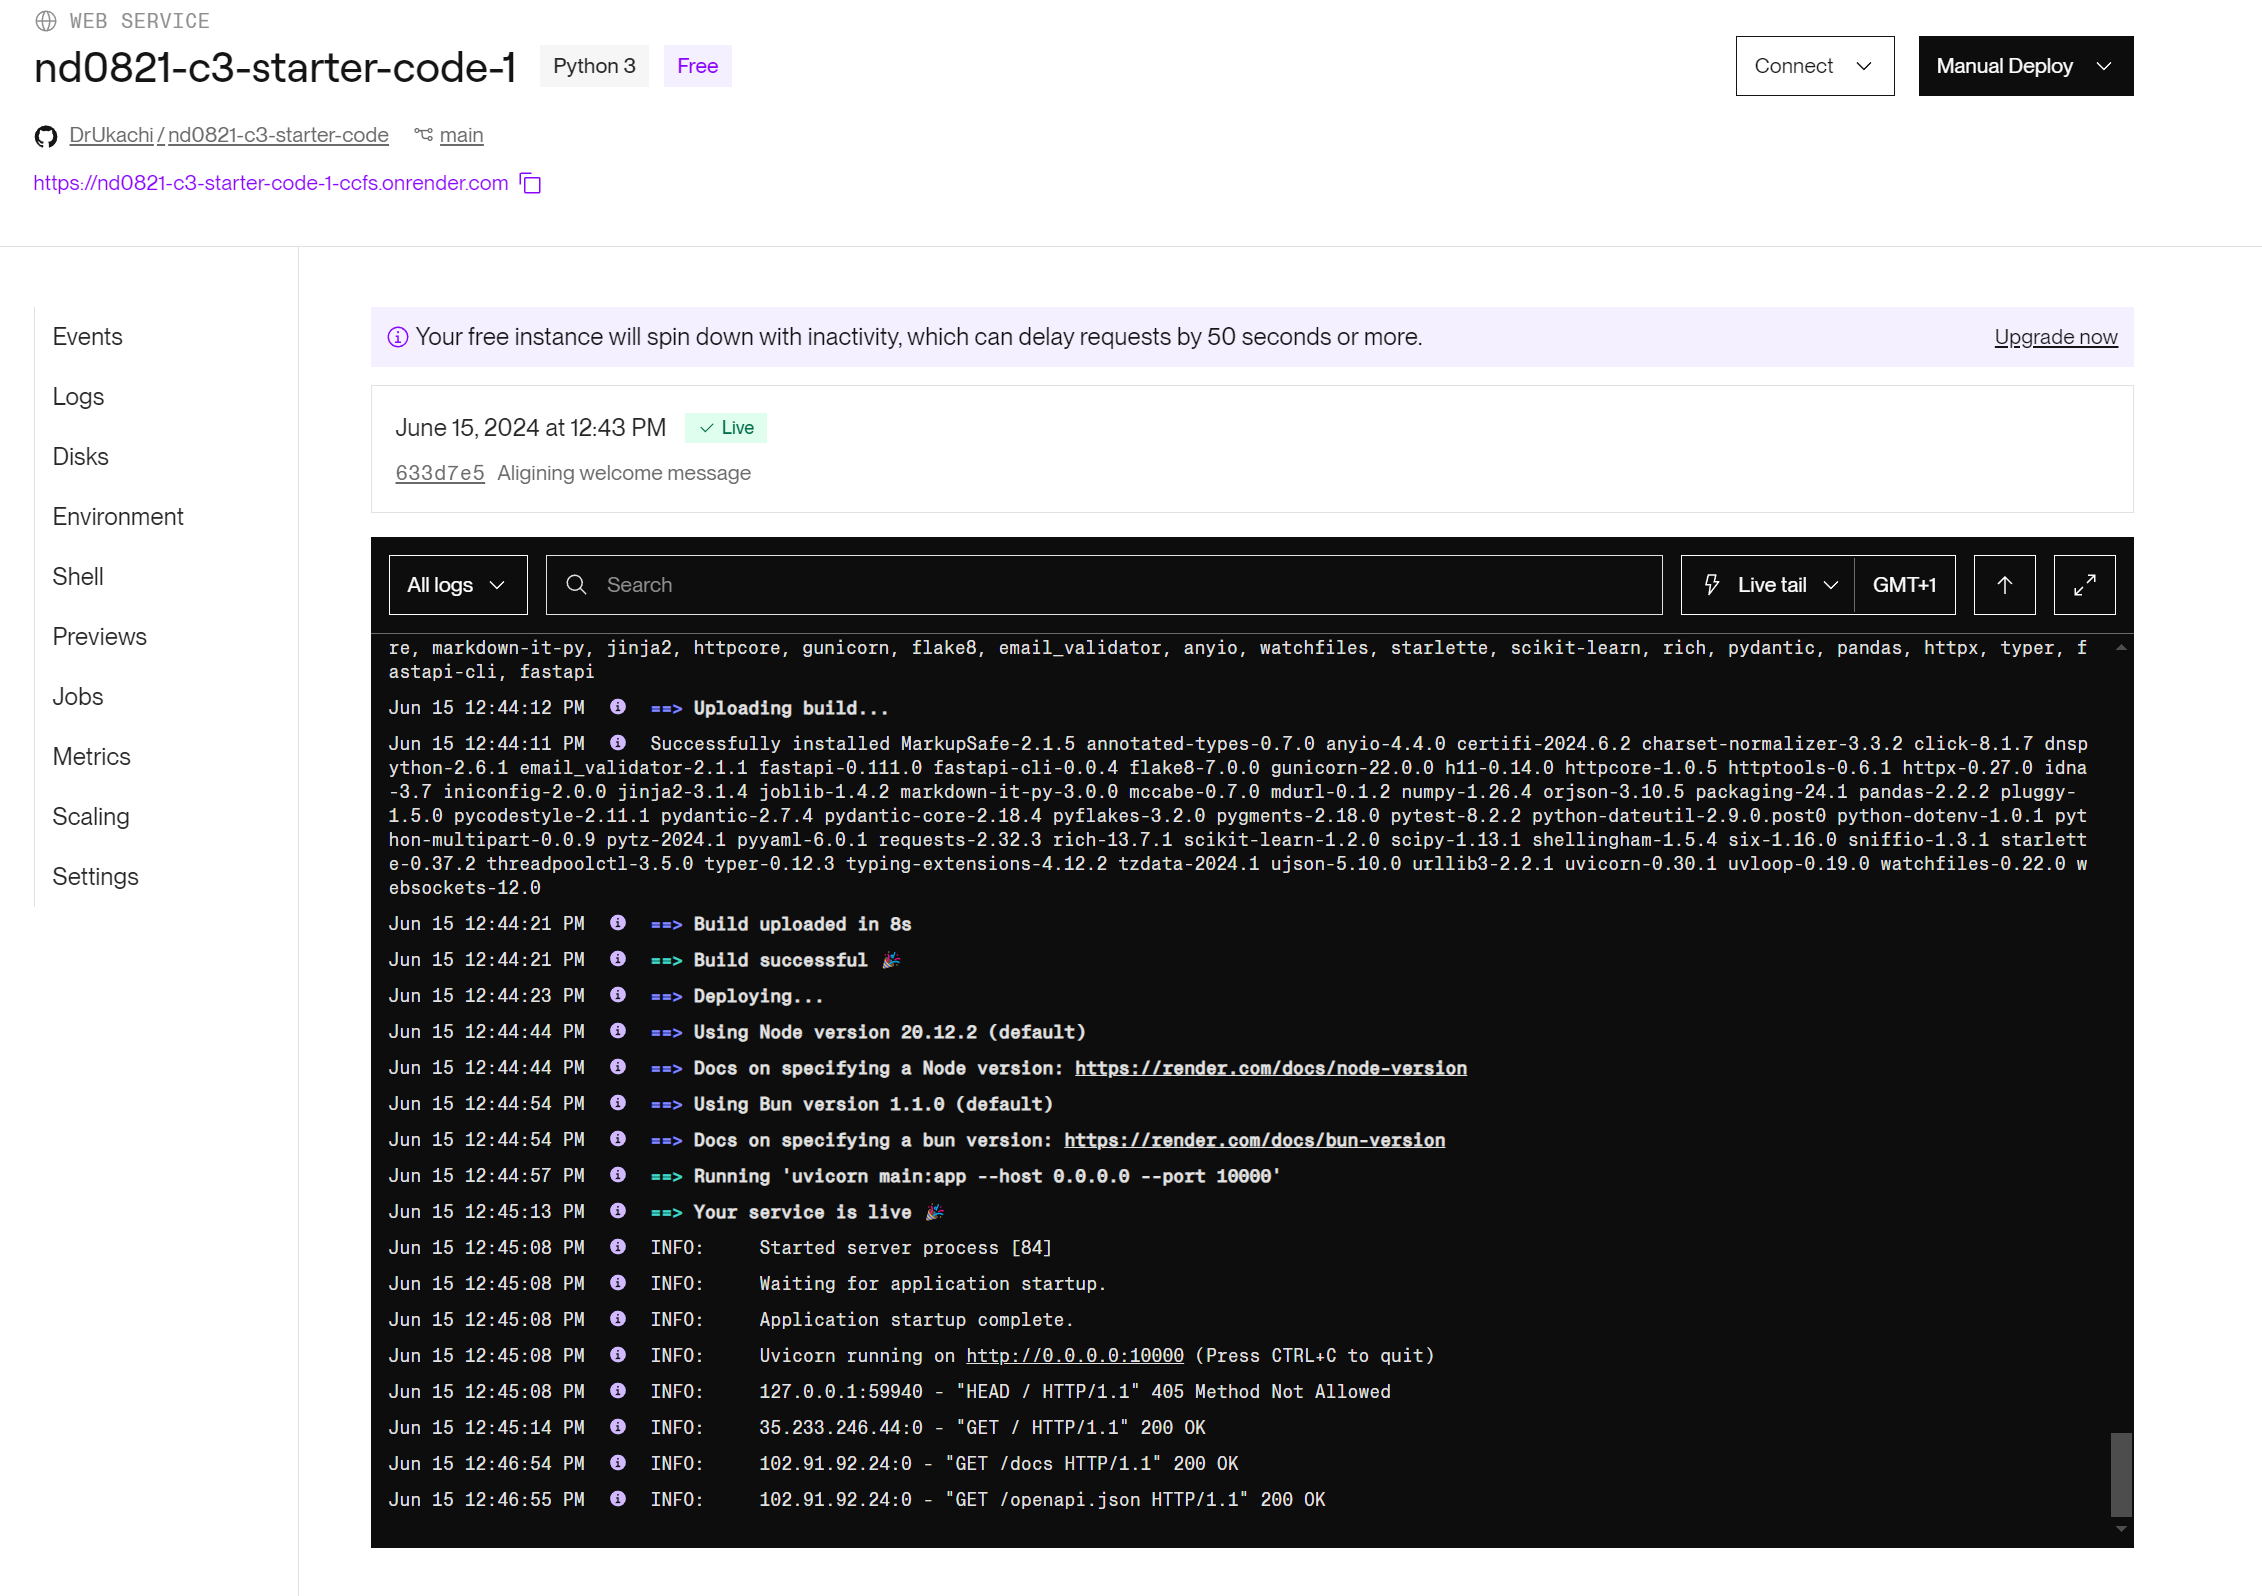 WEB SERVICE
nd0821-c3-starter-code-1 Python 3 Free
Connect Manual Deploy
DrUkachi / nd0821-c3-starter-code main
https://nd0821-c3-starter-code-1-ccfs.onrender.com
Events
Logs
Disks
Environment
Shell
Previews
Jobs
Metrics
Scaling
Settings
Your free instance will spin down with inactivity, which can delay requests by 50 seconds or more. Upgrade now
June 15, 2024 at 12:43 PM Live
633d7e5 Aligining welcome message
All logs Search Live tail GMT+1
re, markdown-it-py, jinja2, httpcore, gunicorn, flake8, email_validator, anyio, watchfiles, starlette, scikit-learn, rich, pydantic, pandas, httpx, typer, f
astapi-cli, fastapi
Jun 15 12:44:12 PM ==> Uploading build...
Jun 15 12:44:11 PM Successfully installed MarkupSafe-2.1.5 annotated-types-0.7.0 anyio-4.4.0 certifi-2024.6.2 charset-normalizer-3.3.2 click-8.1.7 dnsp
ython-2.6.1 email_validator-2.1.1 fastapi-0.111.0 fastapi-cli-0.0.4 flake8-7.0.0 gunicorn-22.0.0 h11-0.14.0 httpcore-1.0.5 httptools-0.6.1 httpx-0.27.0 idna
-3.7 iniconfig-2.0.0 jinja2-3.1.4 joblib-1.4.2 markdown-it-py-3.0.0 mccabe-0.7.0 mdurl-0.1.2 numpy-1.26.4 orjson-3.10.5 packaging-24.1 pandas-2.2.2 pluggy-
1.5.0 pycodestyle-2.11.1 pydantic-2.7.4 pydantic-core-2.18.4 pyflakes-3.2.0 pygments-2.18.0 pytest-8.2.2 python-dateutil-2.9.0.post0 python-dotenv-1.0.1 pyt
hon-multipart-0.0.9 pytz-2024.1 pyyaml-6.0.1 requests-2.32.3 rich-13.7.1 scikit-learn-1.2.0 scipy-1.13.1 shellingham-1.5.4 six-1.16.0 sniffio-1.3.1 starlett
e-0.37.2 threadpoolctl-3.5.0 typer-0.12.3 typing-extensions-4.12.2 tzdata-2024.1 ujson-5.10.0 urllib3-2.2.1 uvicorn-0.30.1 uvloop-0.19.0 watchfiles-0.22.0 w
ebsockets-12.0
Jun 15 12:44:21 PM ==> Build uploaded in 8s
Jun 15 12:44:21 PM ==> Build successful 🎉
Jun 15 12:44:23 PM ==> Deploying...
Jun 15 12:44:44 PM ==> Using Node version 20.12.2 (default)
Jun 15 12:44:44 PM ==> Docs on specifying a Node version: https://render.com/docs/node-version
Jun 15 12:44:54 PM ==> Using Bun version 1.1.0 (default)
Jun 15 12:44:54 PM ==> Docs on specifying a bun version: https://render.com/docs/bun-version
Jun 15 12:44:57 PM ==> Running 'uvicorn main:app --host 0.0.0.0 --port 10000'
Jun 15 12:45:13 PM ==> Your service is live 🎉
Jun 15 12:45:08 PM INFO: Started server process [84]
Jun 15 12:45:08 PM INFO: Waiting for application startup.
Jun 15 12:45:08 PM INFO: Application startup complete.
Jun 15 12:45:08 PM INFO: Uvicorn running on http://0.0.0.0:10000 (Press CTRL+C to quit)
Jun 15 12:45:08 PM INFO: 127.0.0.1:59940 - "HEAD / HTTP/1.1" 405 Method Not Allowed
Jun 15 12:45:14 PM INFO: 35.233.246.44:0 - "GET / HTTP/1.1" 200 OK
Jun 15 12:46:54 PM INFO: 102.91.92.24:0 - "GET /docs HTTP/1.1" 200 OK
Jun 15 12:46:55 PM INFO: 102.91.92.24:0 - "GET /openapi.json HTTP/1.1" 200 OK